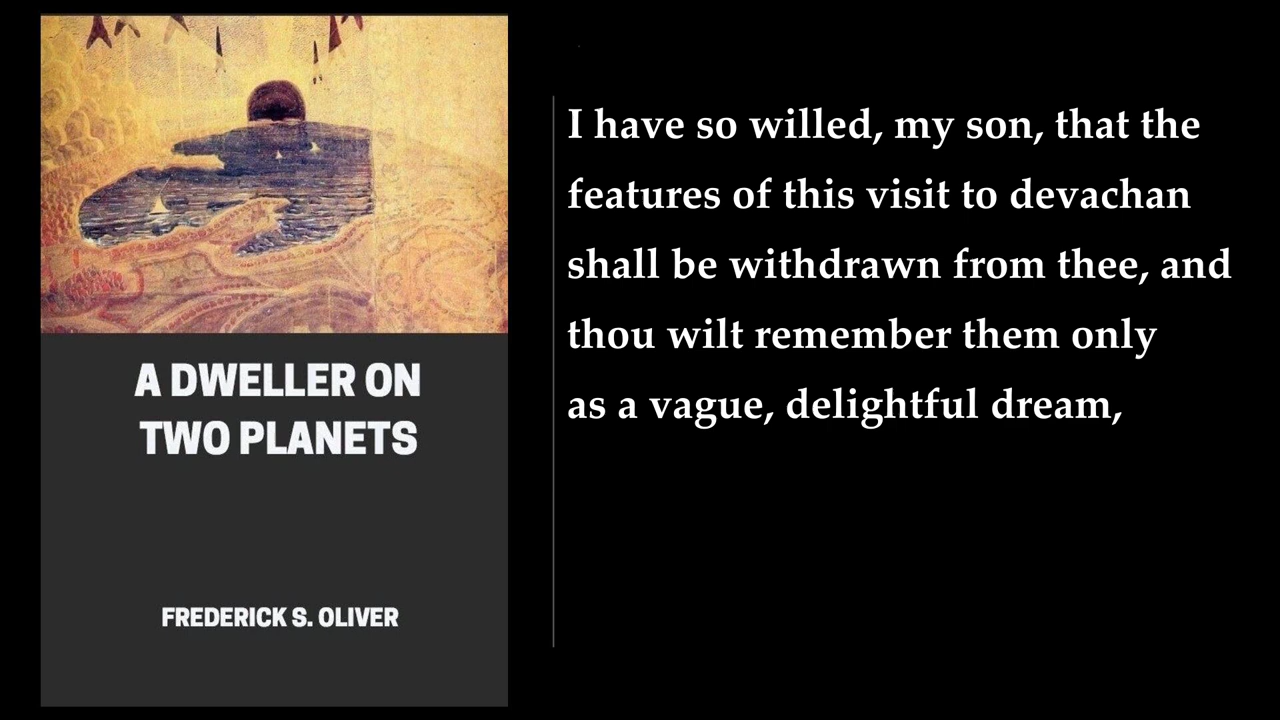 A DWELLER ON
TWO PLANETS
FREDERICK S. OLIVER
I have so willed, my son, that the
features of this visit to devachan
shall be withdrawn from thee, and
thou wilt remember them only
as a vague, delightful dream,